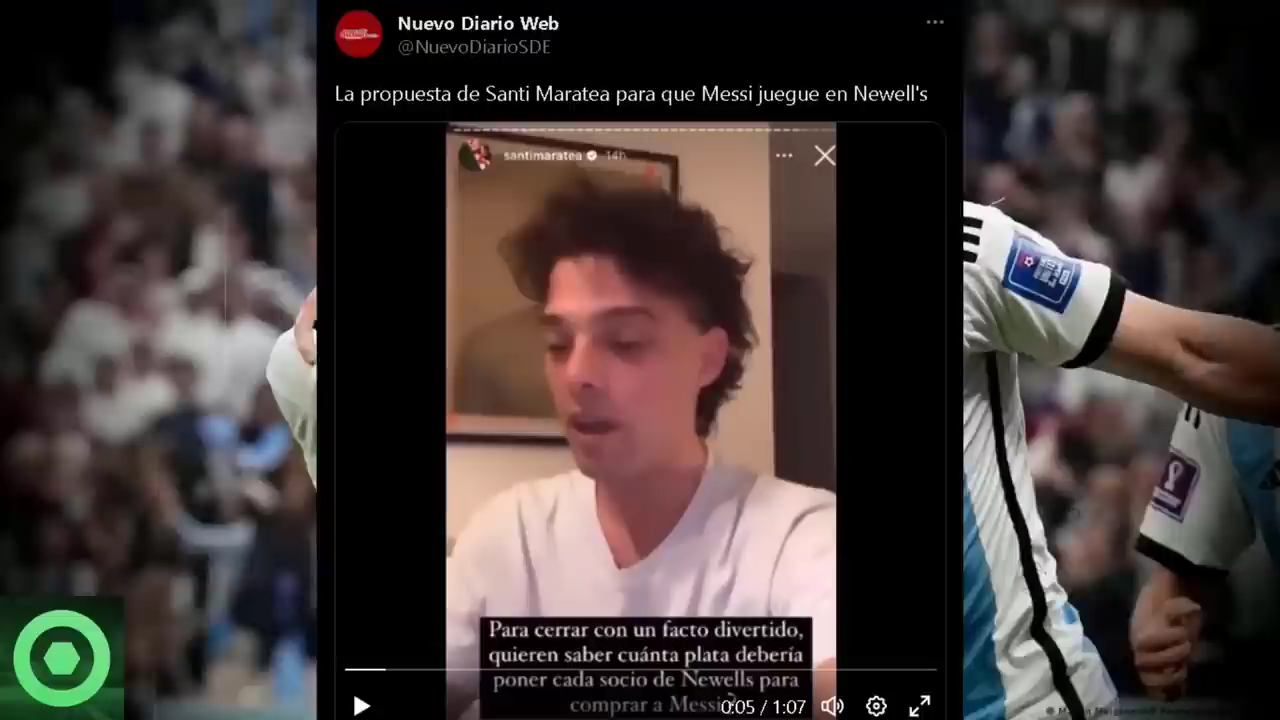 Nuevo Diario Web
@NuevoDiarioSDE
La propuesta de Santi Maratea para que Messi juegue en Newell's
santimaratea 14h
Para cerrar con un facto divertido,
quieren saber cuánta plata debería
poner cada socio de Newells para
comprar a Messi?
0:05 / 1:07